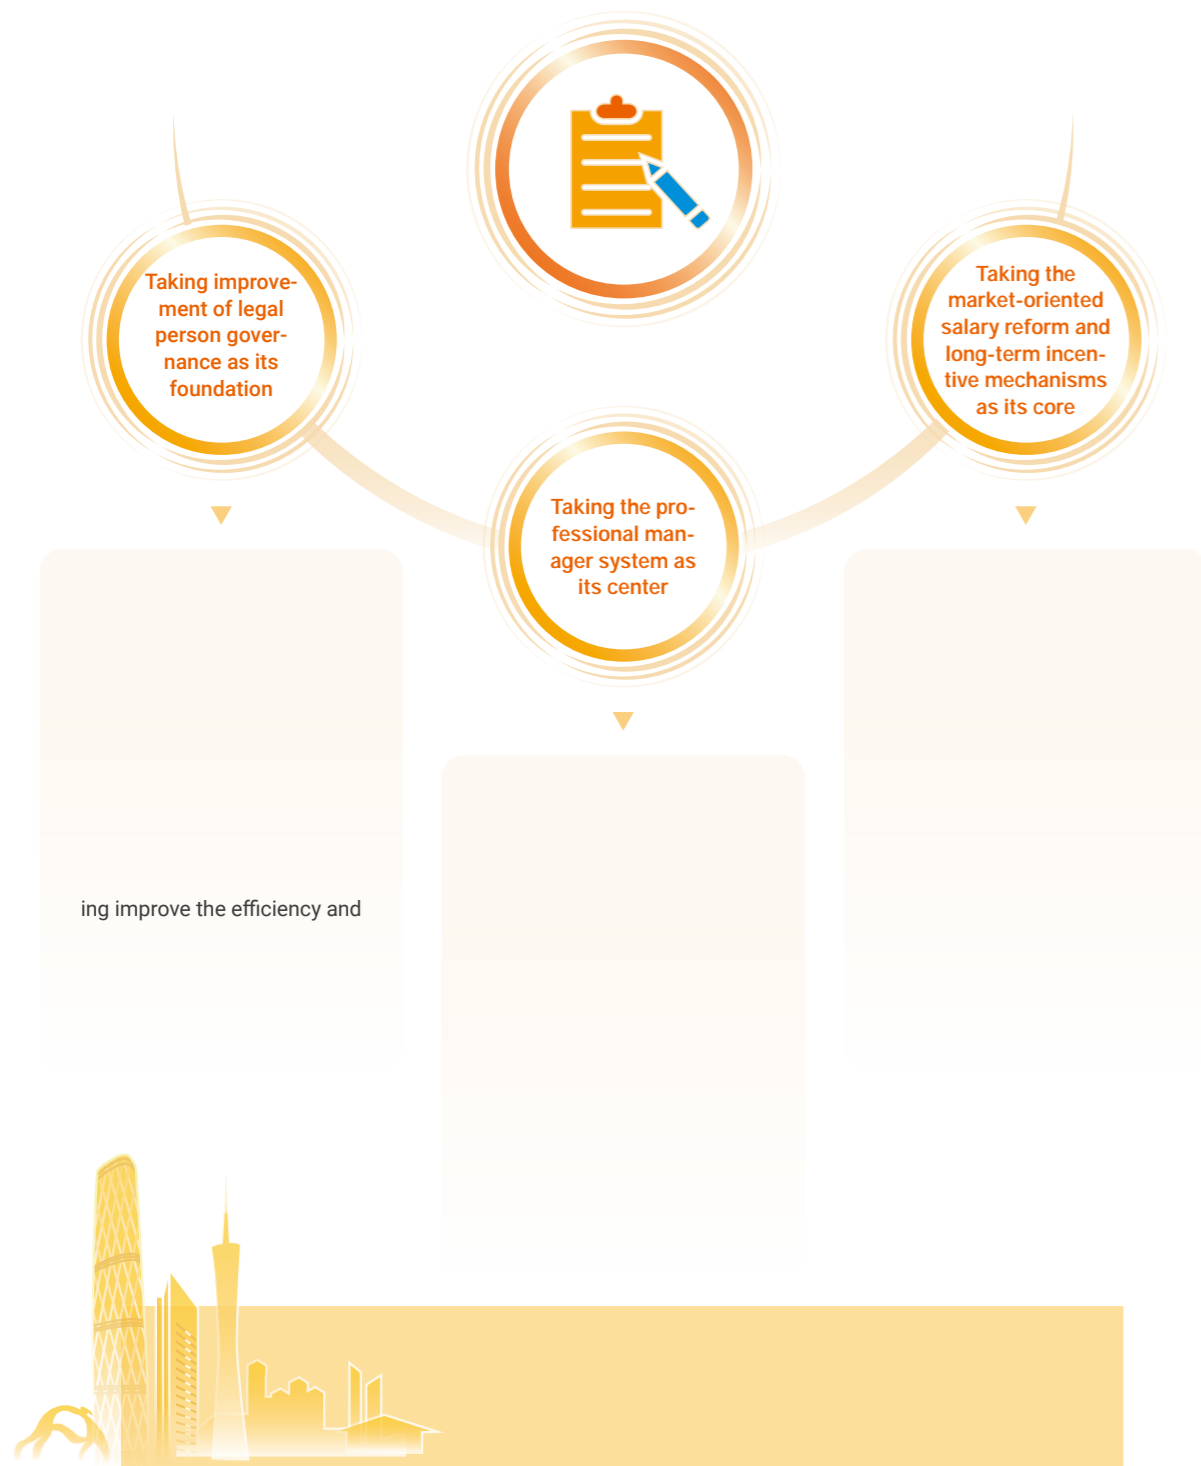 Taking improve-
ment of legal
person gover-
nance as its
foundation
Taking the pro-
fessional man-
ager system as
its center
Taking the
market-oriented
salary reform and
long-term incen-
tive mechanisms
as its core
ing improve the efficiency and